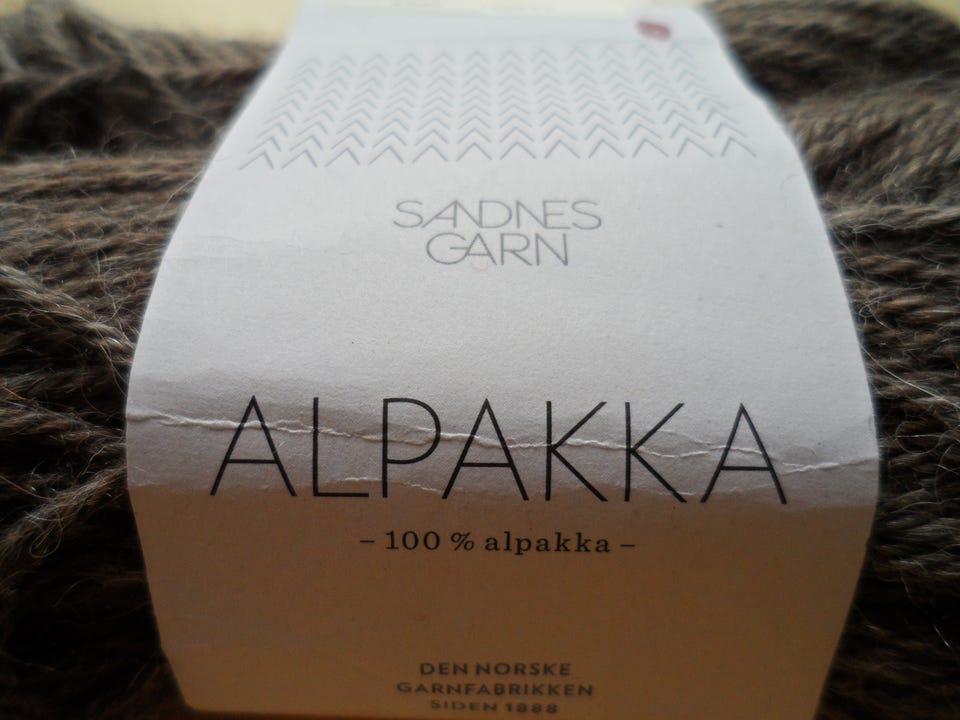 SANDNES
GARN
ALPAKKA
– 100 % alpakka –
DEN NORSKE
GARNFABRIKKEN
SIDEN 1888